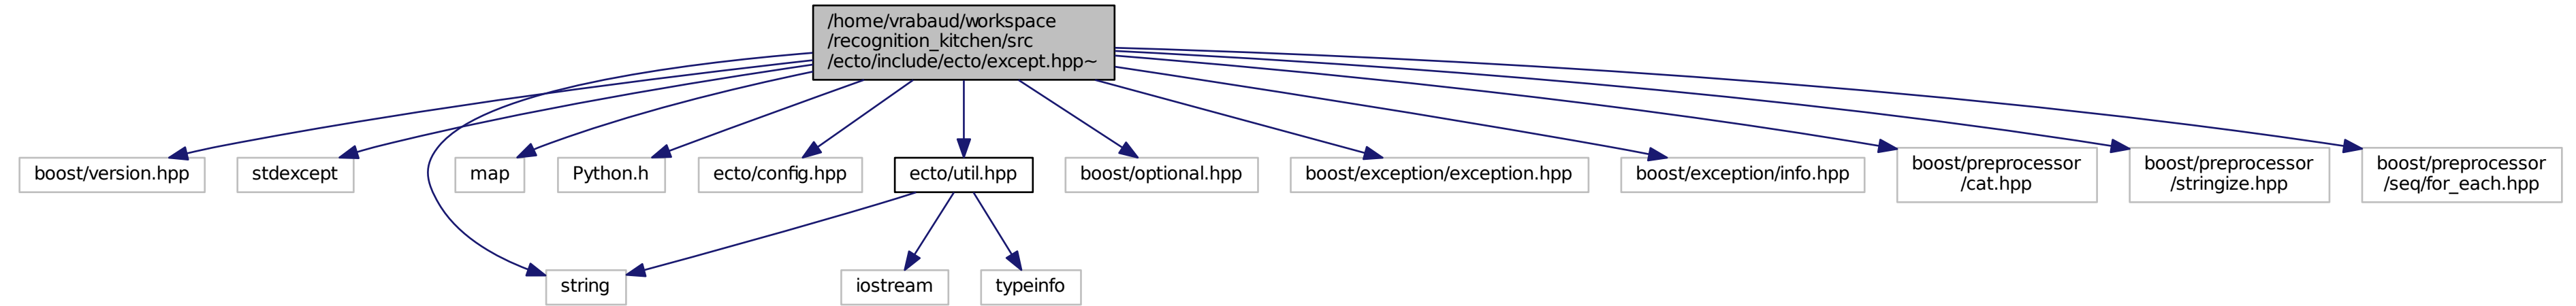 /home/vrabaud/workspace
/recognition_kitchen/src
/ecto/include/ecto/except.hpp~
boost/version.hpp
stdexcept
map
Python.h
ecto/config.hpp
ecto/util.hpp
boost/optional.hpp
boost/exception/exception.hpp
boost/exception/info.hpp
boost/preprocessor
/cat.hpp
boost/preprocessor
/stringize.hpp
boost/preprocessor
/seq/for_each.hpp
string
iostream
typeinfo